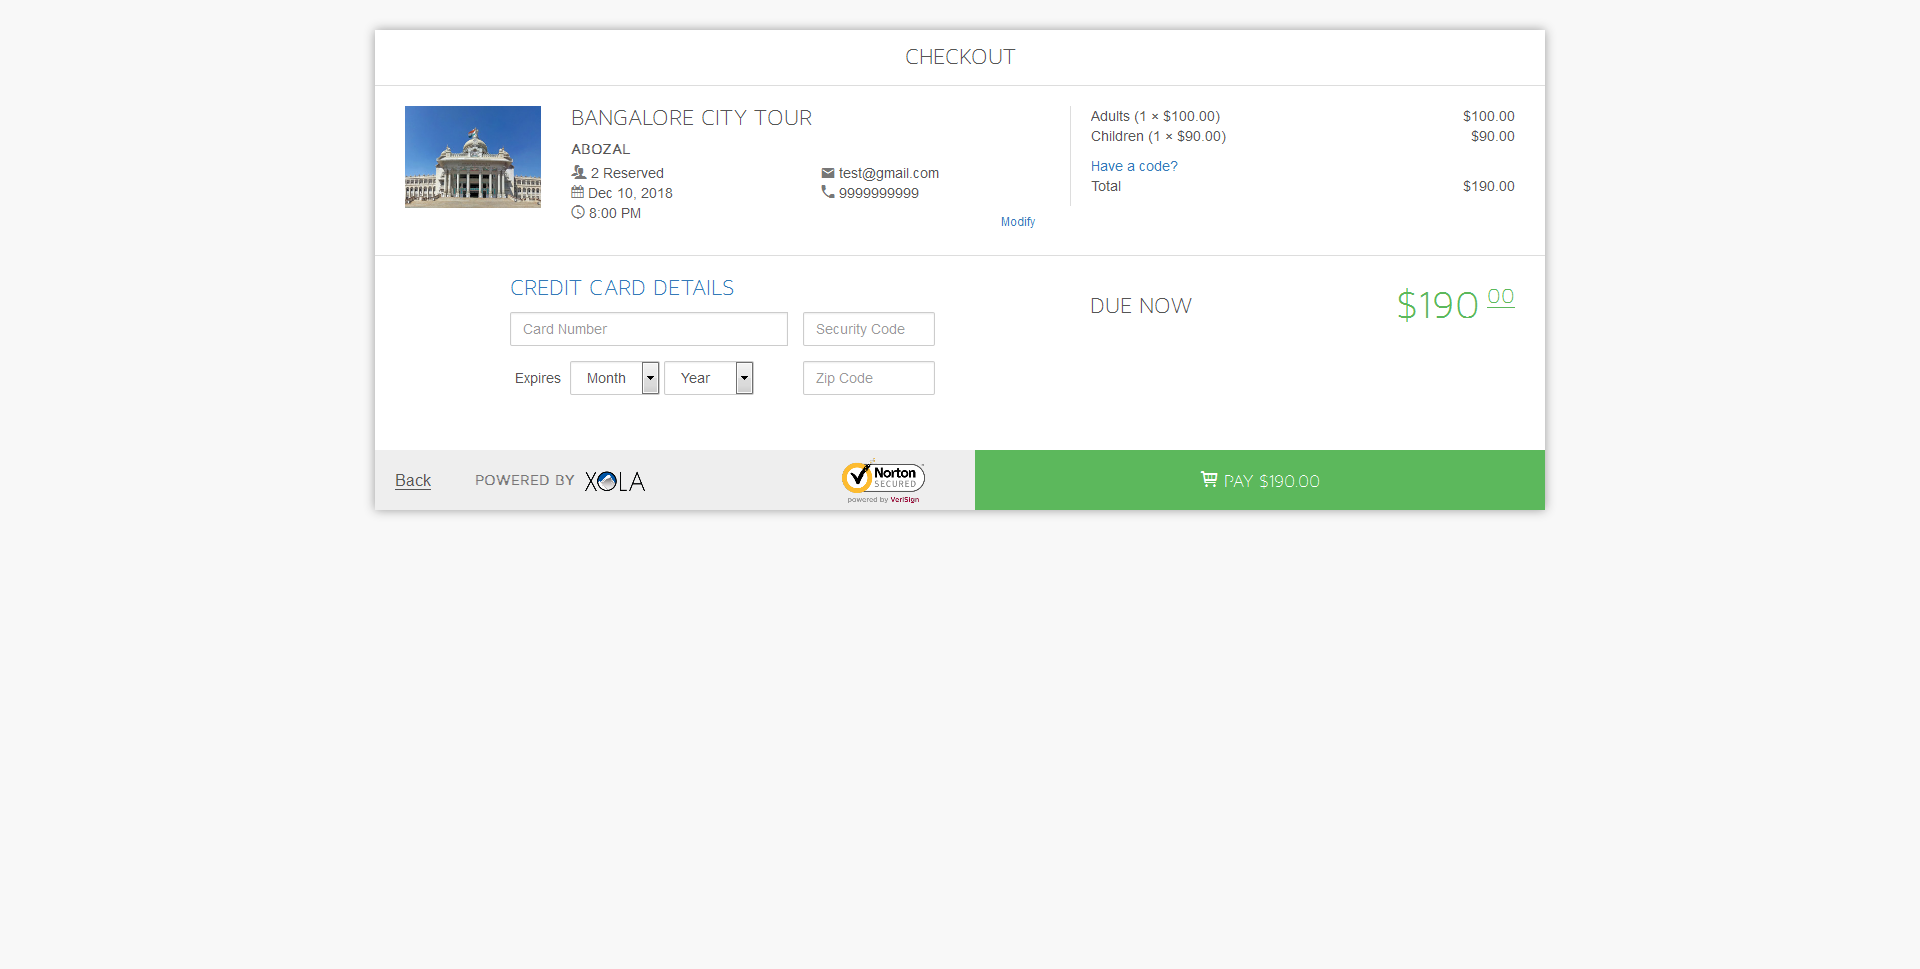 CHECKOUT
BANGALORE CITY TOUR
ABOZAL
2 Reserved
Dec 10, 2018
8:00 PM
test@gmail.com
9999999999
Modify
Adults (1 × $100.00) $100.00
Children (1 × $90.00) $90.00
Have a code?
Total $190.00
CREDIT CARD DETAILS
Card Number Security Code
Expires Month Year Zip Code
DUE NOW $190 00
Back POWERED BY XOLA
Norton
SECURED
powered by VeriSign
PAY $190.00